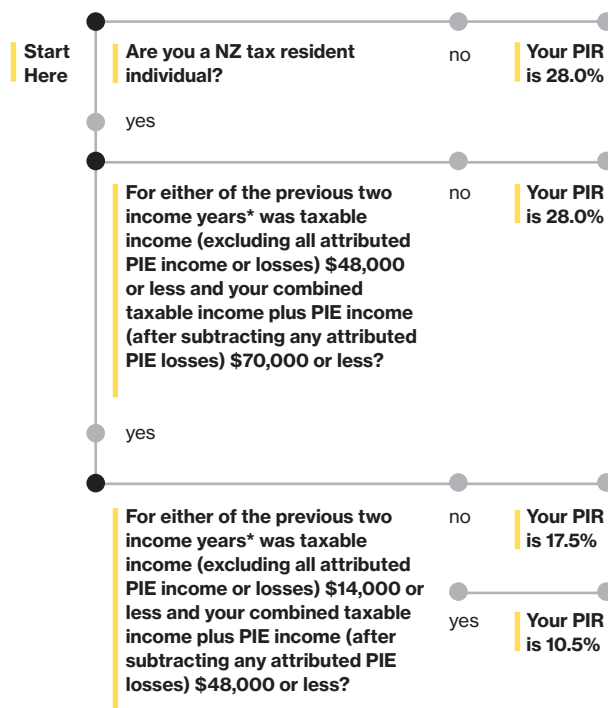 Start
Here
Are you a NZ tax resident
individual?
no
Your PIR
is 28.0%
yes
For either of the previous two
income years* was taxable
income (excluding all attributed
PIE income or losses) $48,000
or less and your combined
taxable income plus PIE income
(after subtracting any attributed
PIE losses) $70,000 or less?
no
Your PIR
is 28.0%
yes
For either of the previous two
income years* was taxable
income (excluding all attributed
PIE income or losses) $14,000 or
less and your combined taxable
income plus PIE income (after
subtracting any attributed PIE
losses) $48,000 or less?
no
Your PIR
is 17.5%
yes
Your PIR
is 10.5%